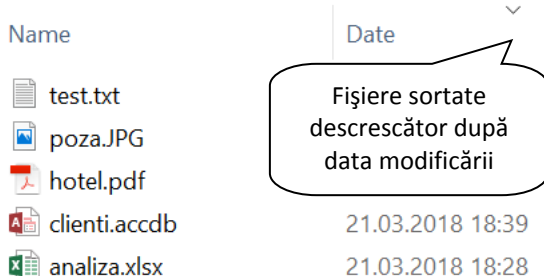 Name Date
test.txt
poza.JPG
hotel.pdf
clienti.accdb 21.03.2018 18:39
analiza.xlsx 21.03.2018 18:28
Fişiere sortate
descrescător după
data modificării